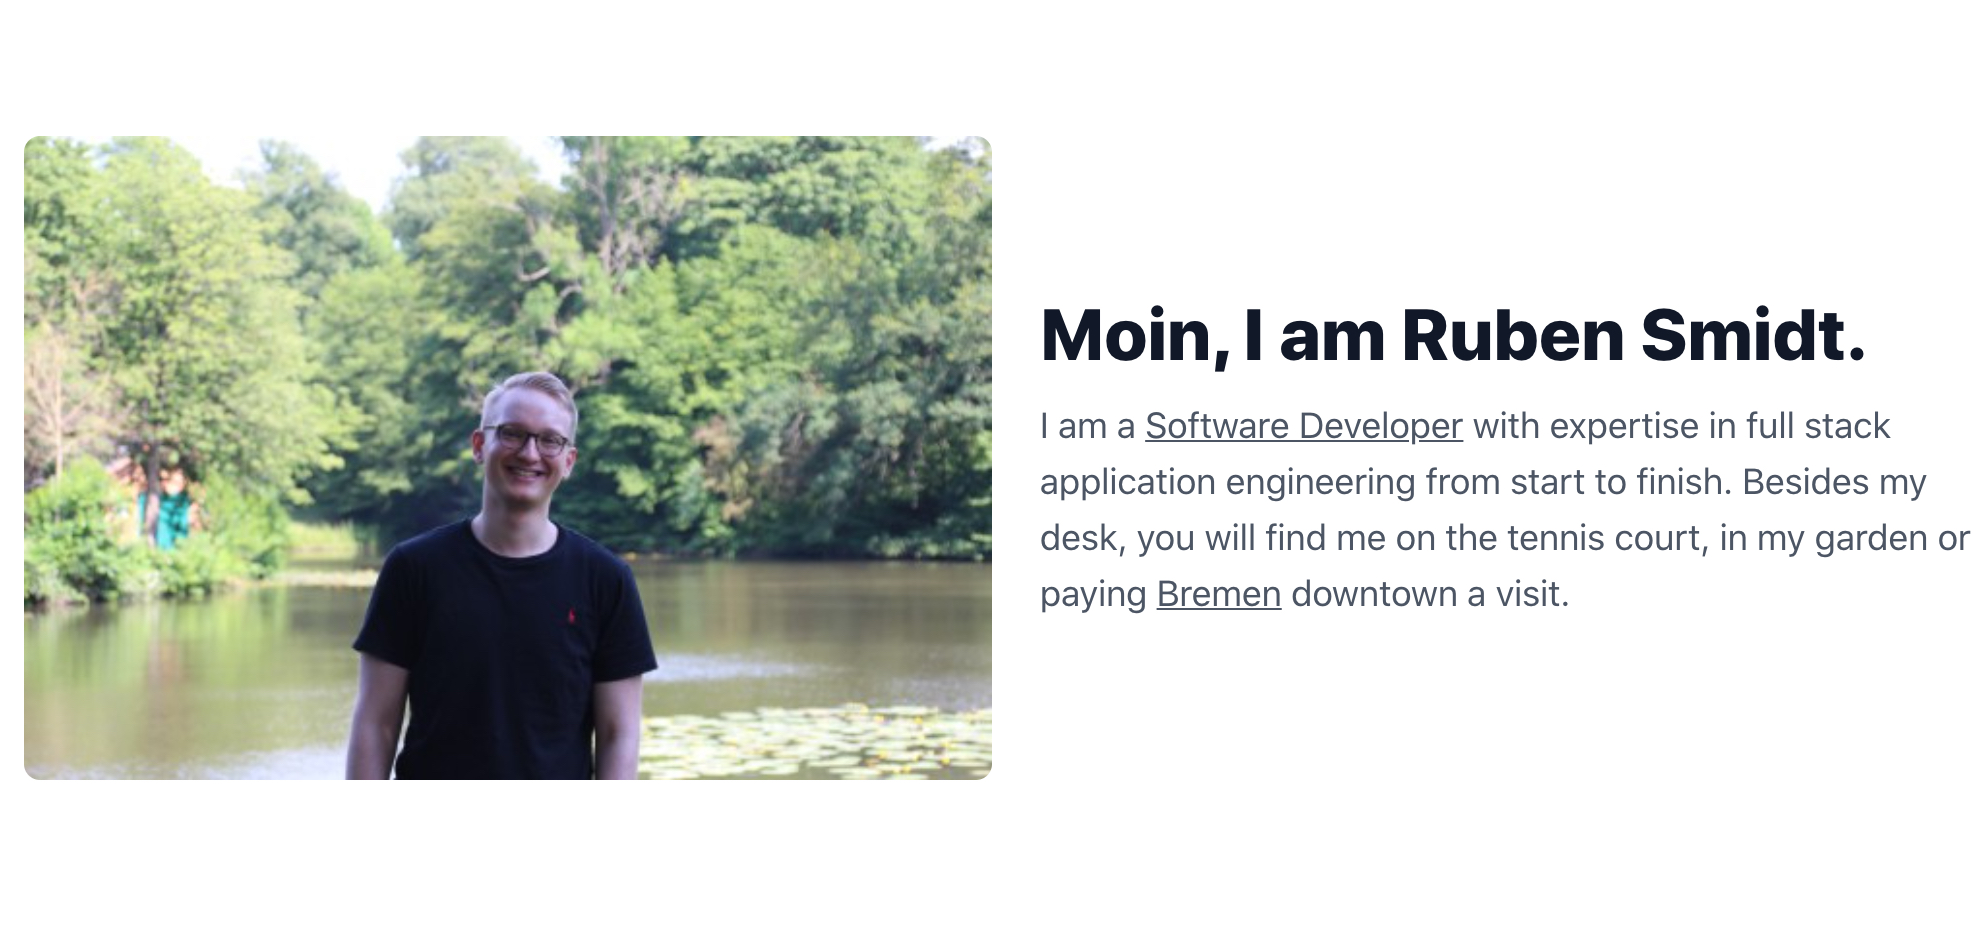 Moin, I am Ruben Smidt.
I am a Software Developer with expertise in full stack
application engineering from start to finish. Besides my
desk, you will find me on the tennis court, in my garden or
paying Bremen downtown a visit.